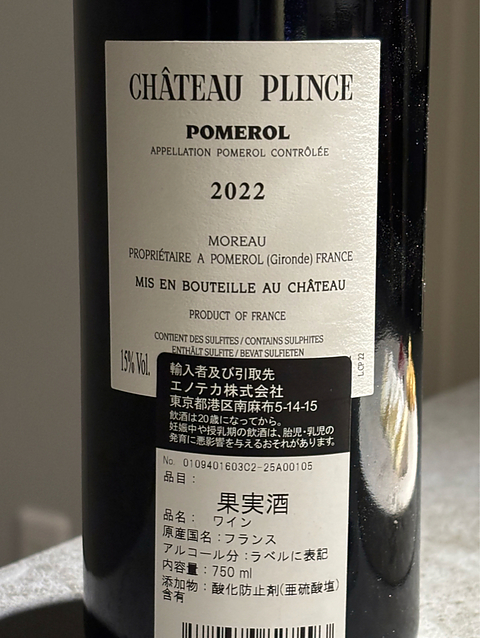 CHÂTEAU PLINCE
POMEROL
APPELLATION POMEROL CONTRÔLÉE
2022
MOREAU
PROPRIÉTAIRE A POMEROL (Gironde) FRANCE
MIS EN BOUTEILLE AU CHÂTEAU
PRODUCT OF FRANCE
CONTIENT DES SULFITES / CONTAINS SULPHITES
ENTHÄLT SULFITE / BEVAT SULFIETEN
15% Vol.
L.CP 22
輸入者及び引取先
エノテカ株式会社
東京都港区南麻布5-14-15
飲酒は20歳になってから。
妊娠中や授乳期の飲酒は、胎児・乳児の
発育に悪影響を与えるおそれがあります。
No. 0109401603C2-25A00105
品目：
果実酒
品名： ワイン
原産国名：フランス
アルコール分：ラベルに表記
内容量：750 ml
添加物：酸化防止剤(亜硫酸塩)
含有